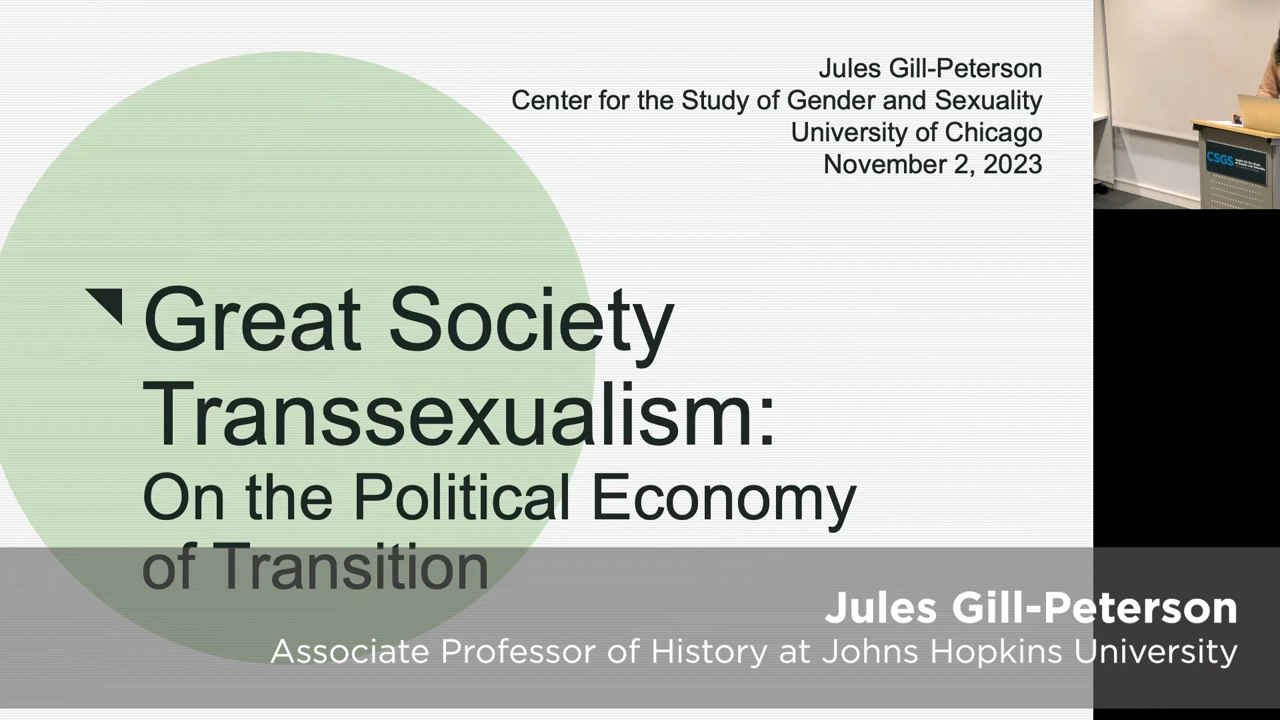 Jules Gill-Peterson
Center for the Study of Gender and Sexuality
University of Chicago
November 2, 2023
Great Society
Transsexualism:
On the Political Economy
of Transition
Jules Gill-Peterson
Associate Professor of History at Johns Hopkins University
CSGS